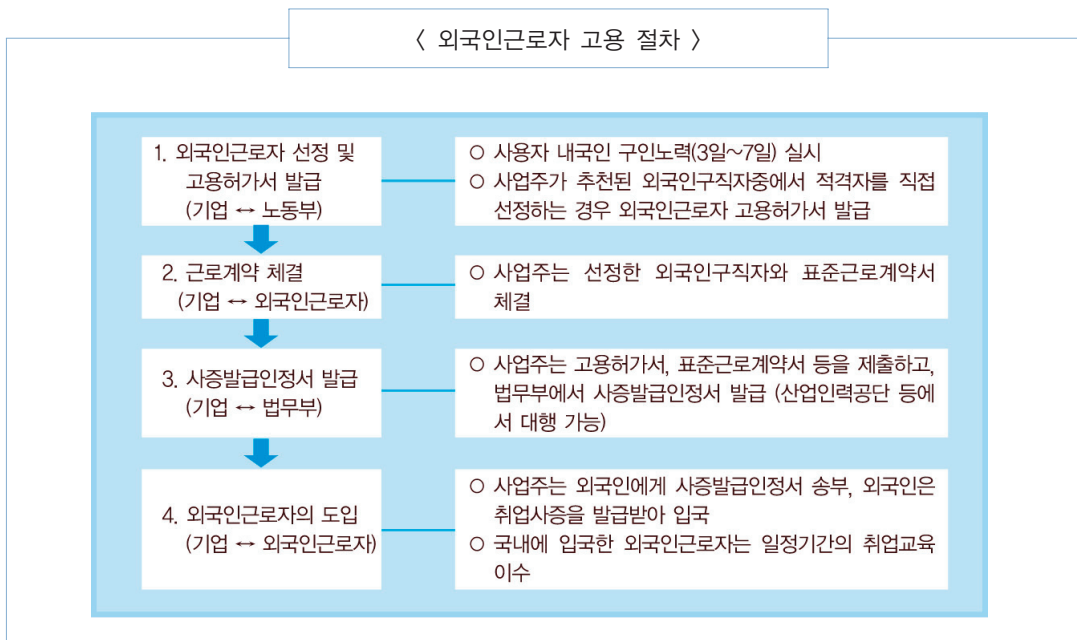 〈 외국인근로자 고용 절차 〉
1. 외국인근로자 선정 및
고용허가서 발급
(기업 ↔ 노동부)
○ 사용자 내국인 구인노력(3일~7일) 실시
○ 사업주가 추천된 외국인구직자중에서 적격자를 직접
선정하는 경우 외국인근로자 고용허가서 발급
2. 근로계약 체결
(기업 ↔ 외국인근로자)
○ 사업주는 선정한 외국인구직자와 표준근로계약서
체결
3. 사증발급인정서 발급
(기업 ↔ 법무부)
○ 사업주는 고용허가서, 표준근로계약서 등을 제출하고,
법무부에서 사증발급인정서 발급 (산업인력공단 등에
서 대행 가능)
4. 외국인근로자의 도입
(기업 ↔ 외국인근로자)
○ 사업주는 외국인에게 사증발급인정서 송부, 외국인은
취업사증을 발급받아 입국
○ 국내에 입국한 외국인근로자는 일정기간의 취업교육
이수